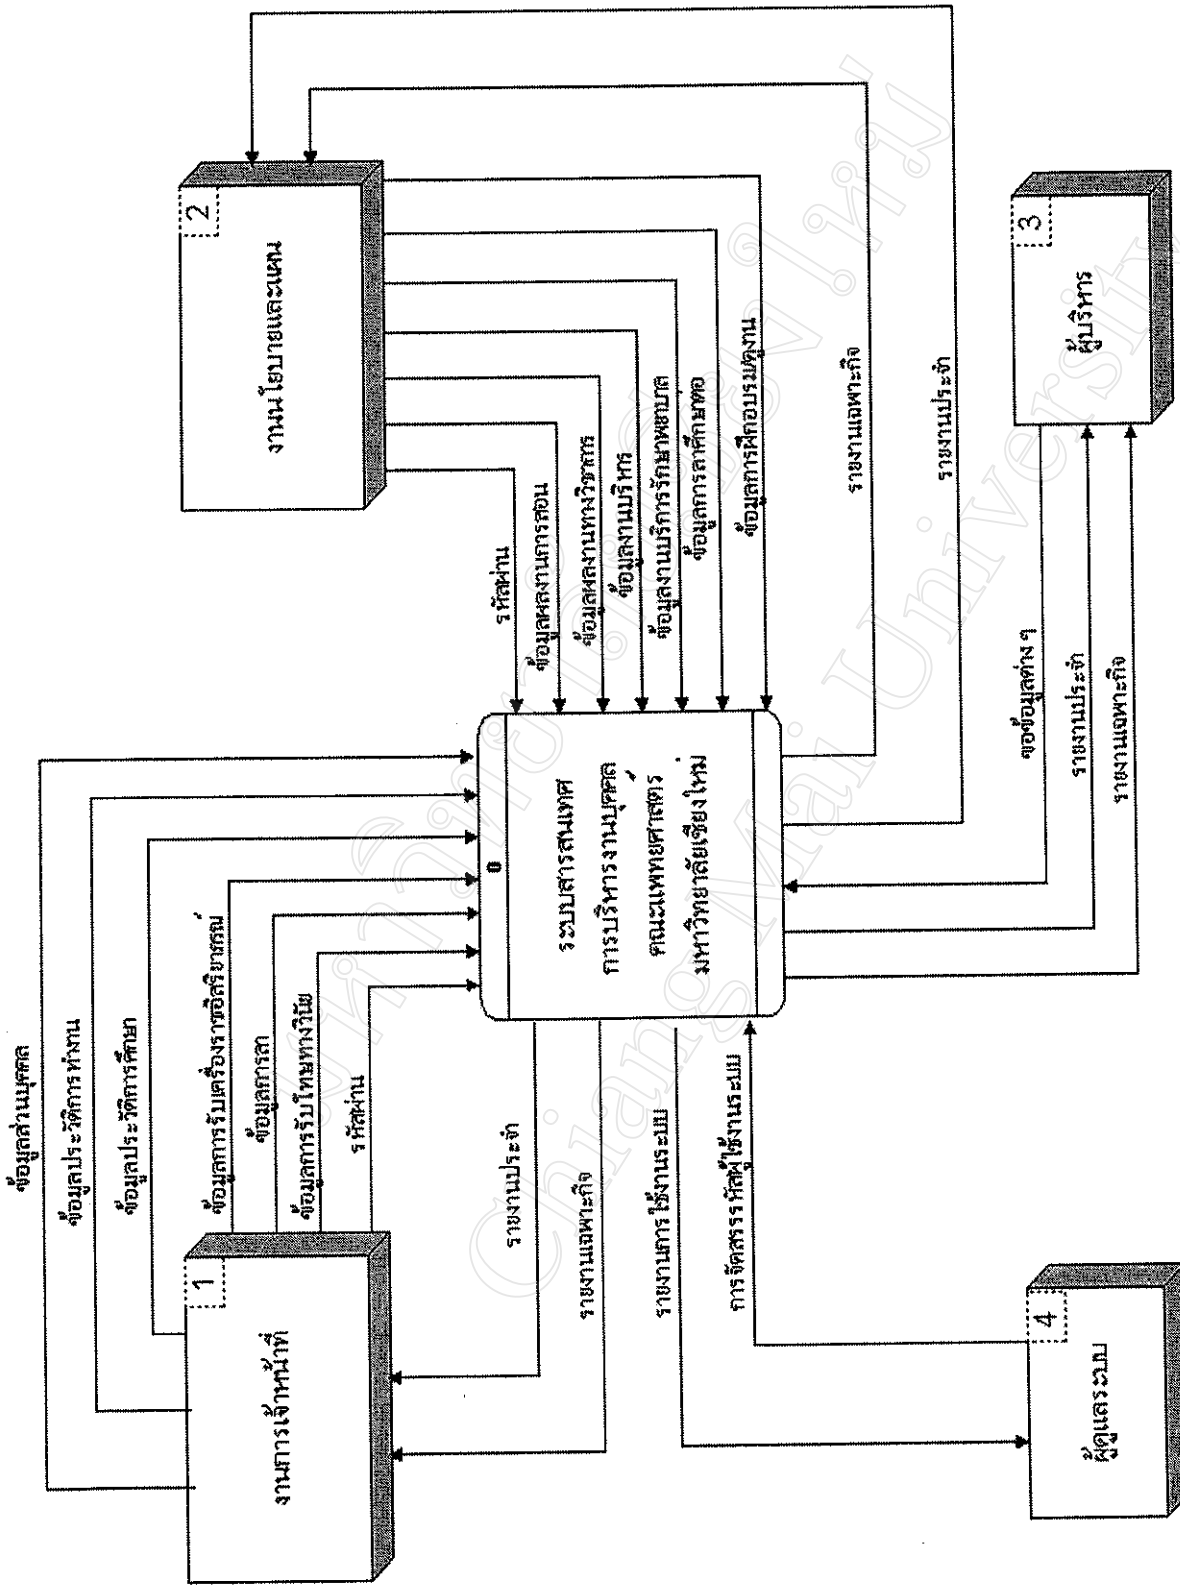 1
งานการเจ้าหน้าที่
ข้อมูลส่วนบุคคล
ข้อมูลประวัติการทำงาน
ข้อมูลประวัติการศึกษา
ข้อมูลการรับเครื่องราชอิสริยาภรณ์
ข้อมูลการลา
ข้อมูลการรับโทษทางวินัย
รหัสผ่าน
รายงานประจำ
รายงานเฉพาะกิจ
0
ระบบสารสนเทศ
การบริหารงานบุคคล
คณะแพทยศาสตร์
มหาวิทยาลัยเชียงใหม่
2
งานนโยบายและแผน
รหัสผ่าน
ข้อมูลผลงานการสอน
ข้อมูลผลงานทางวิชาการ
ข้อมูลงานบริหาร
ข้อมูลงานบริการรักษาพยาบาล
ข้อมูลการลาศึกษาต่อ
ข้อมูลการฝึกอบรม/ดูงาน
รายงานเฉพาะกิจ
รายงานประจำ
รายงานการใช้งานระบบ
การจัดสรรรหัสผู้ใช้งานระบบ
4
ผู้ดูแลระบบ
3
ผู้บริหาร
ขอข้อมูลต่าง ๆ
รายงานประจำ
รายงานเฉพาะกิจ
มหาวิทยาลัยเชียงใหม่
Chiang Mai University